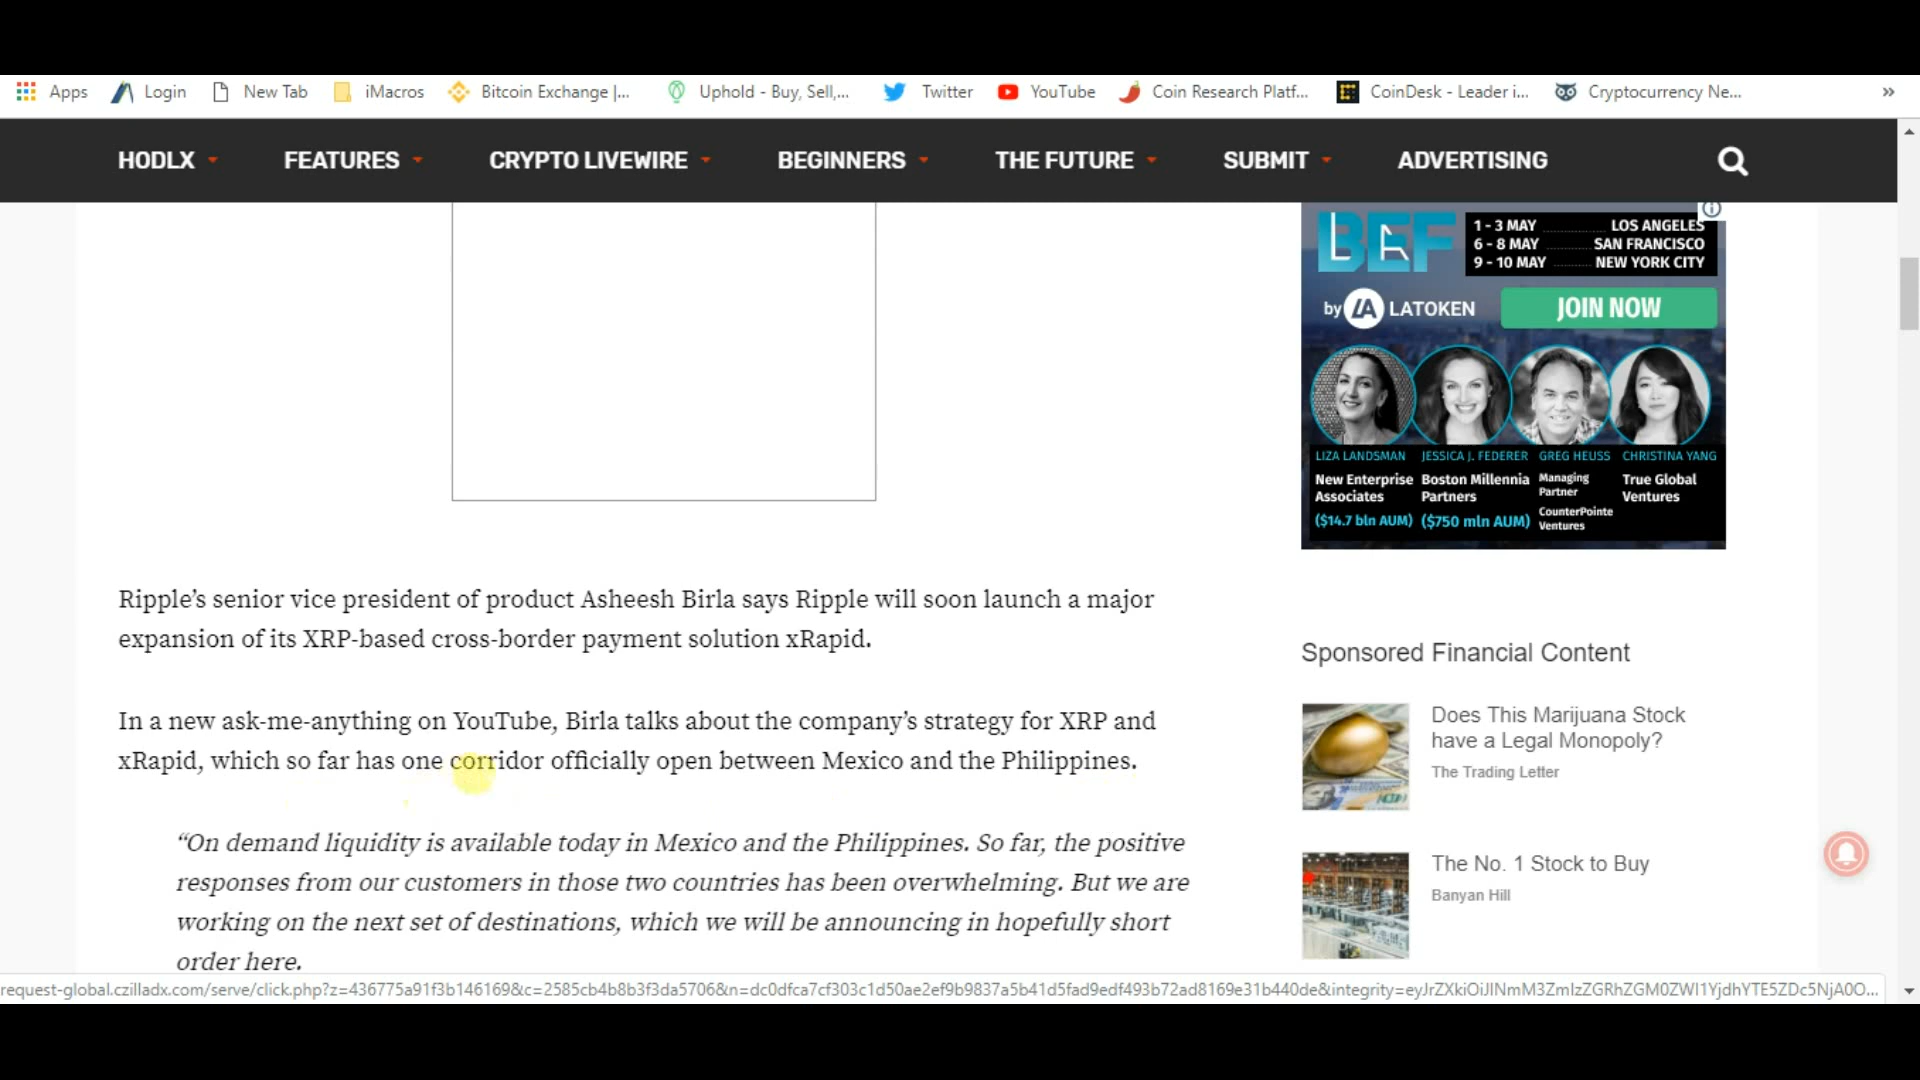 Apps Login New Tab iMacros Bitcoin Exchange |... Uphold - Buy, Sell,... Twitter YouTube Coin Research Platf... CoinDesk - Leader i... Cryptocurrency Ne... »
HODLX FEATURES CRYPTO LIVEWIRE BEGINNERS THE FUTURE SUBMIT ADVERTISING
BEF
1 - 3 MAY LOS ANGELES
6 - 8 MAY SAN FRANCISCO
9 - 10 MAY NEW YORK CITY
by LA LATOKEN JOIN NOW
LIZA LANDSMAN JESSICA J. FEDERER GREG HEUSS CHRISTINA YANG
New Enterprise Boston Millennia Managing True Global
Associates Partners Partner Ventures
CounterPointe
($14.7 bln AUM) ($750 mln AUM) Ventures
Ripple’s senior vice president of product Asheesh Birla says Ripple will soon launch a major
expansion of its XRP-based cross-border payment solution xRapid.
In a new ask-me-anything on YouTube, Birla talks about the company’s strategy for XRP and
xRapid, which so far has one corridor officially open between Mexico and the Philippines.
“On demand liquidity is available today in Mexico and the Philippines. So far, the positive
responses from our customers in those two countries has been overwhelming. But we are
working on the next set of destinations, which we will be announcing in hopefully short
order here.
Sponsored Financial Content
Does This Marijuana Stock
have a Legal Monopoly?
The Trading Letter
The No. 1 Stock to Buy
Banyan Hill